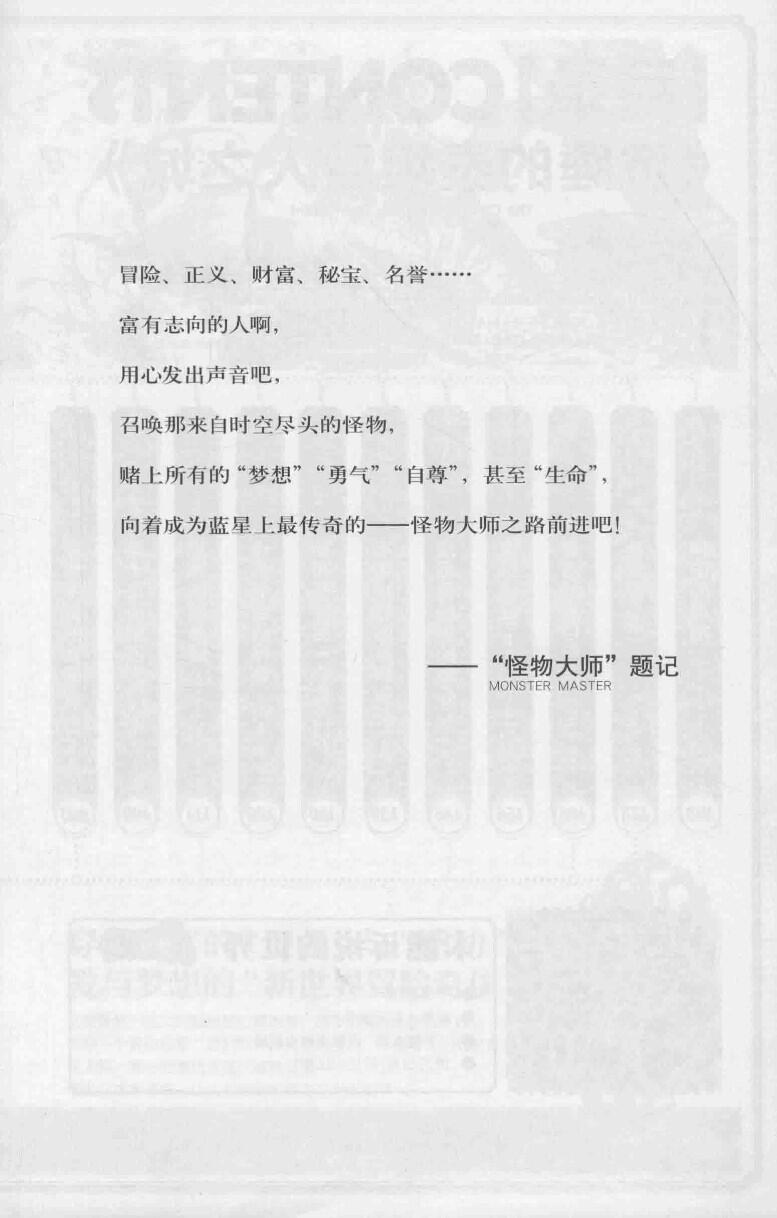 冒险、正义、财富、秘宝、名誉……
富有志向的人啊，
用心发出声音吧，
召唤那来自时空尽头的怪物，
赌上所有的“梦想”“勇气”“自尊”，甚至“生命”，
向着成为蓝星上最传奇的——怪物大师之路前进吧！
——“怪物大师”题记
MONSTER MASTER